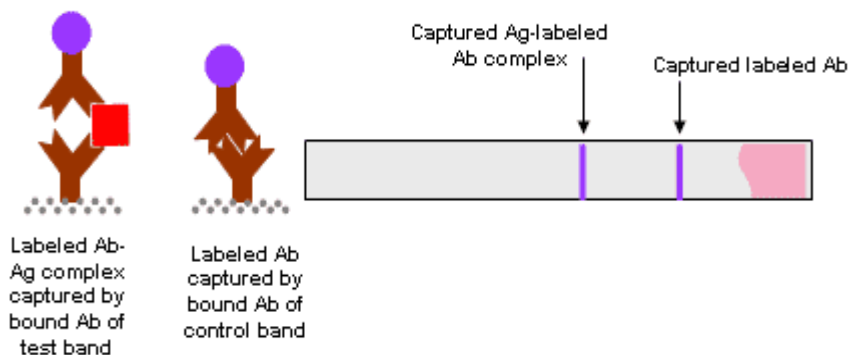 Captured Ag-labeled
Ab complex
Captured labeled Ab
Labeled Ab-
Ag complex
captured by
bound Ab of
test band
Labeled Ab
captured by
bound Ab of
control band